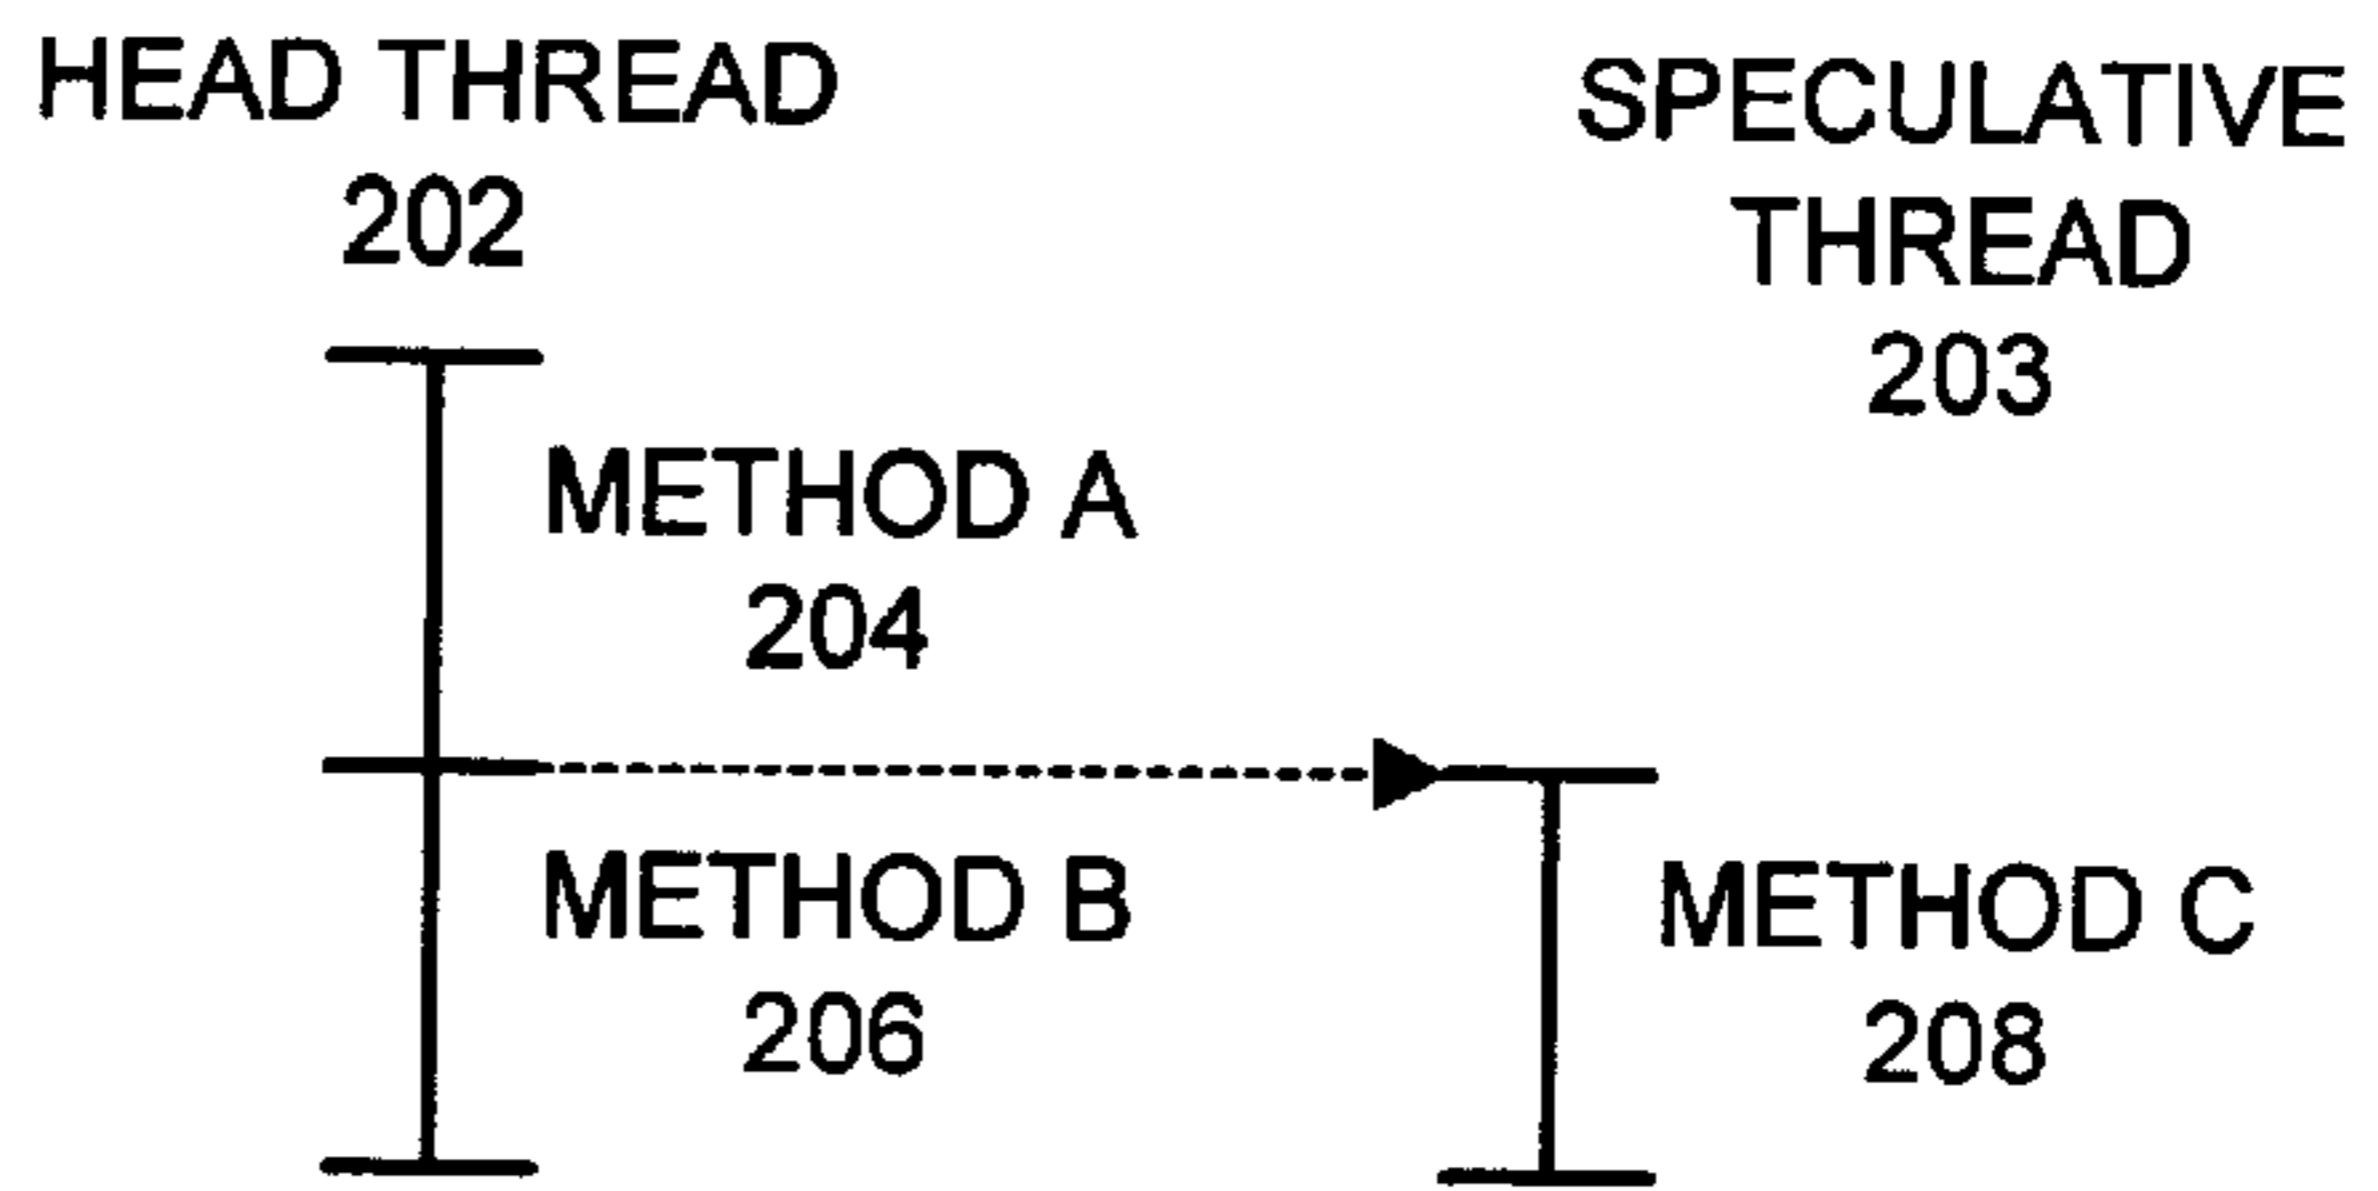 HEAD THREAD
202
SPECULATIVE
THREAD
203
METHOD A
204
METHOD B
206
METHOD C
208